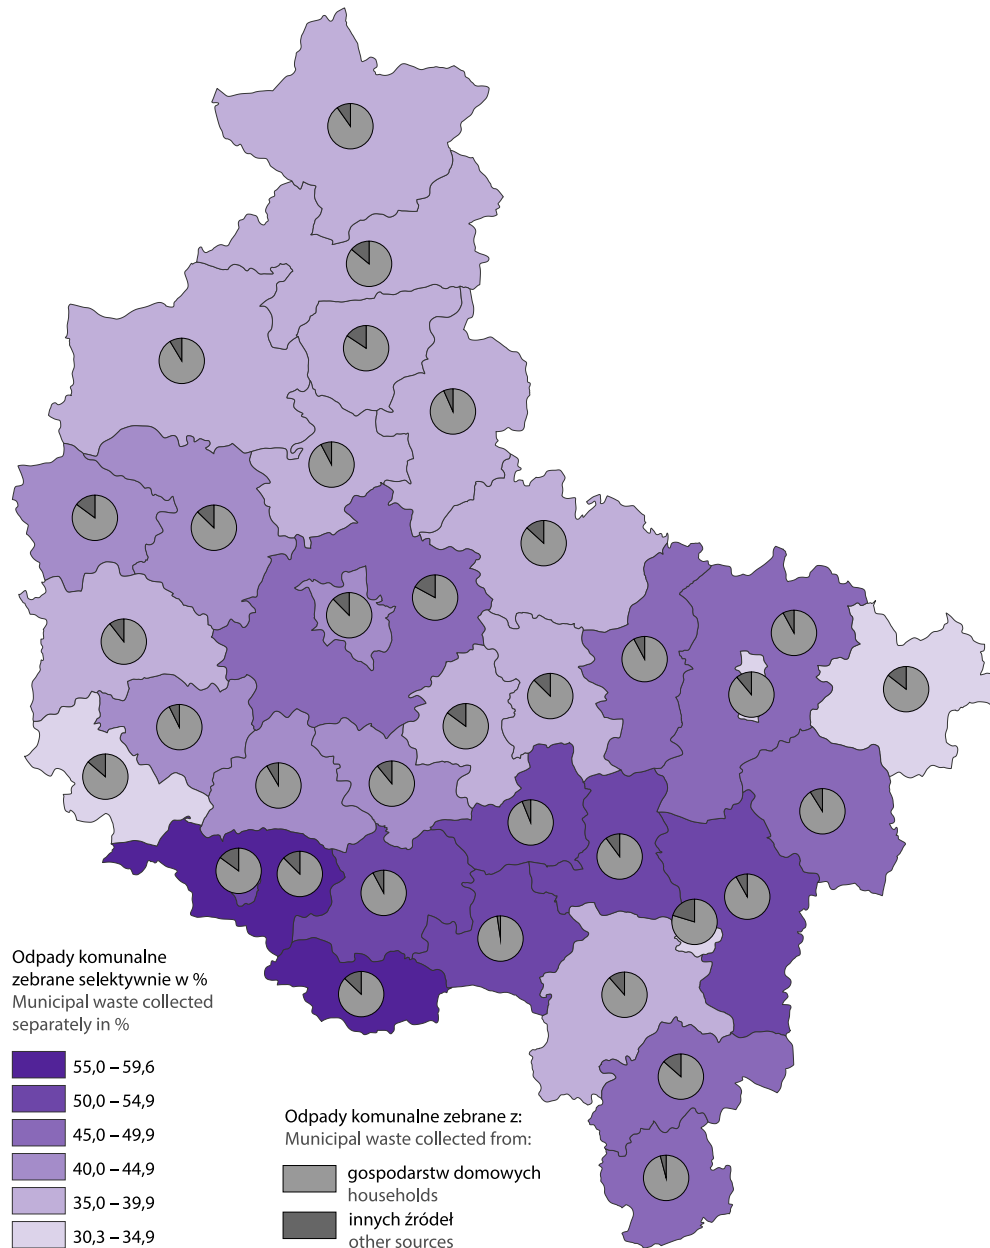 Odpady komunalne
zebrane selektywnie w %
Municipal waste collected
separately in %
55,0 – 59,6
50,0 – 54,9
45,0 – 49,9
40,0 – 44,9
35,0 – 39,9
30,3 – 34,9
Odpady komunalne zebrane z:
Municipal waste collected from:
gospodarstw domowych
households
innych źródeł
other sources